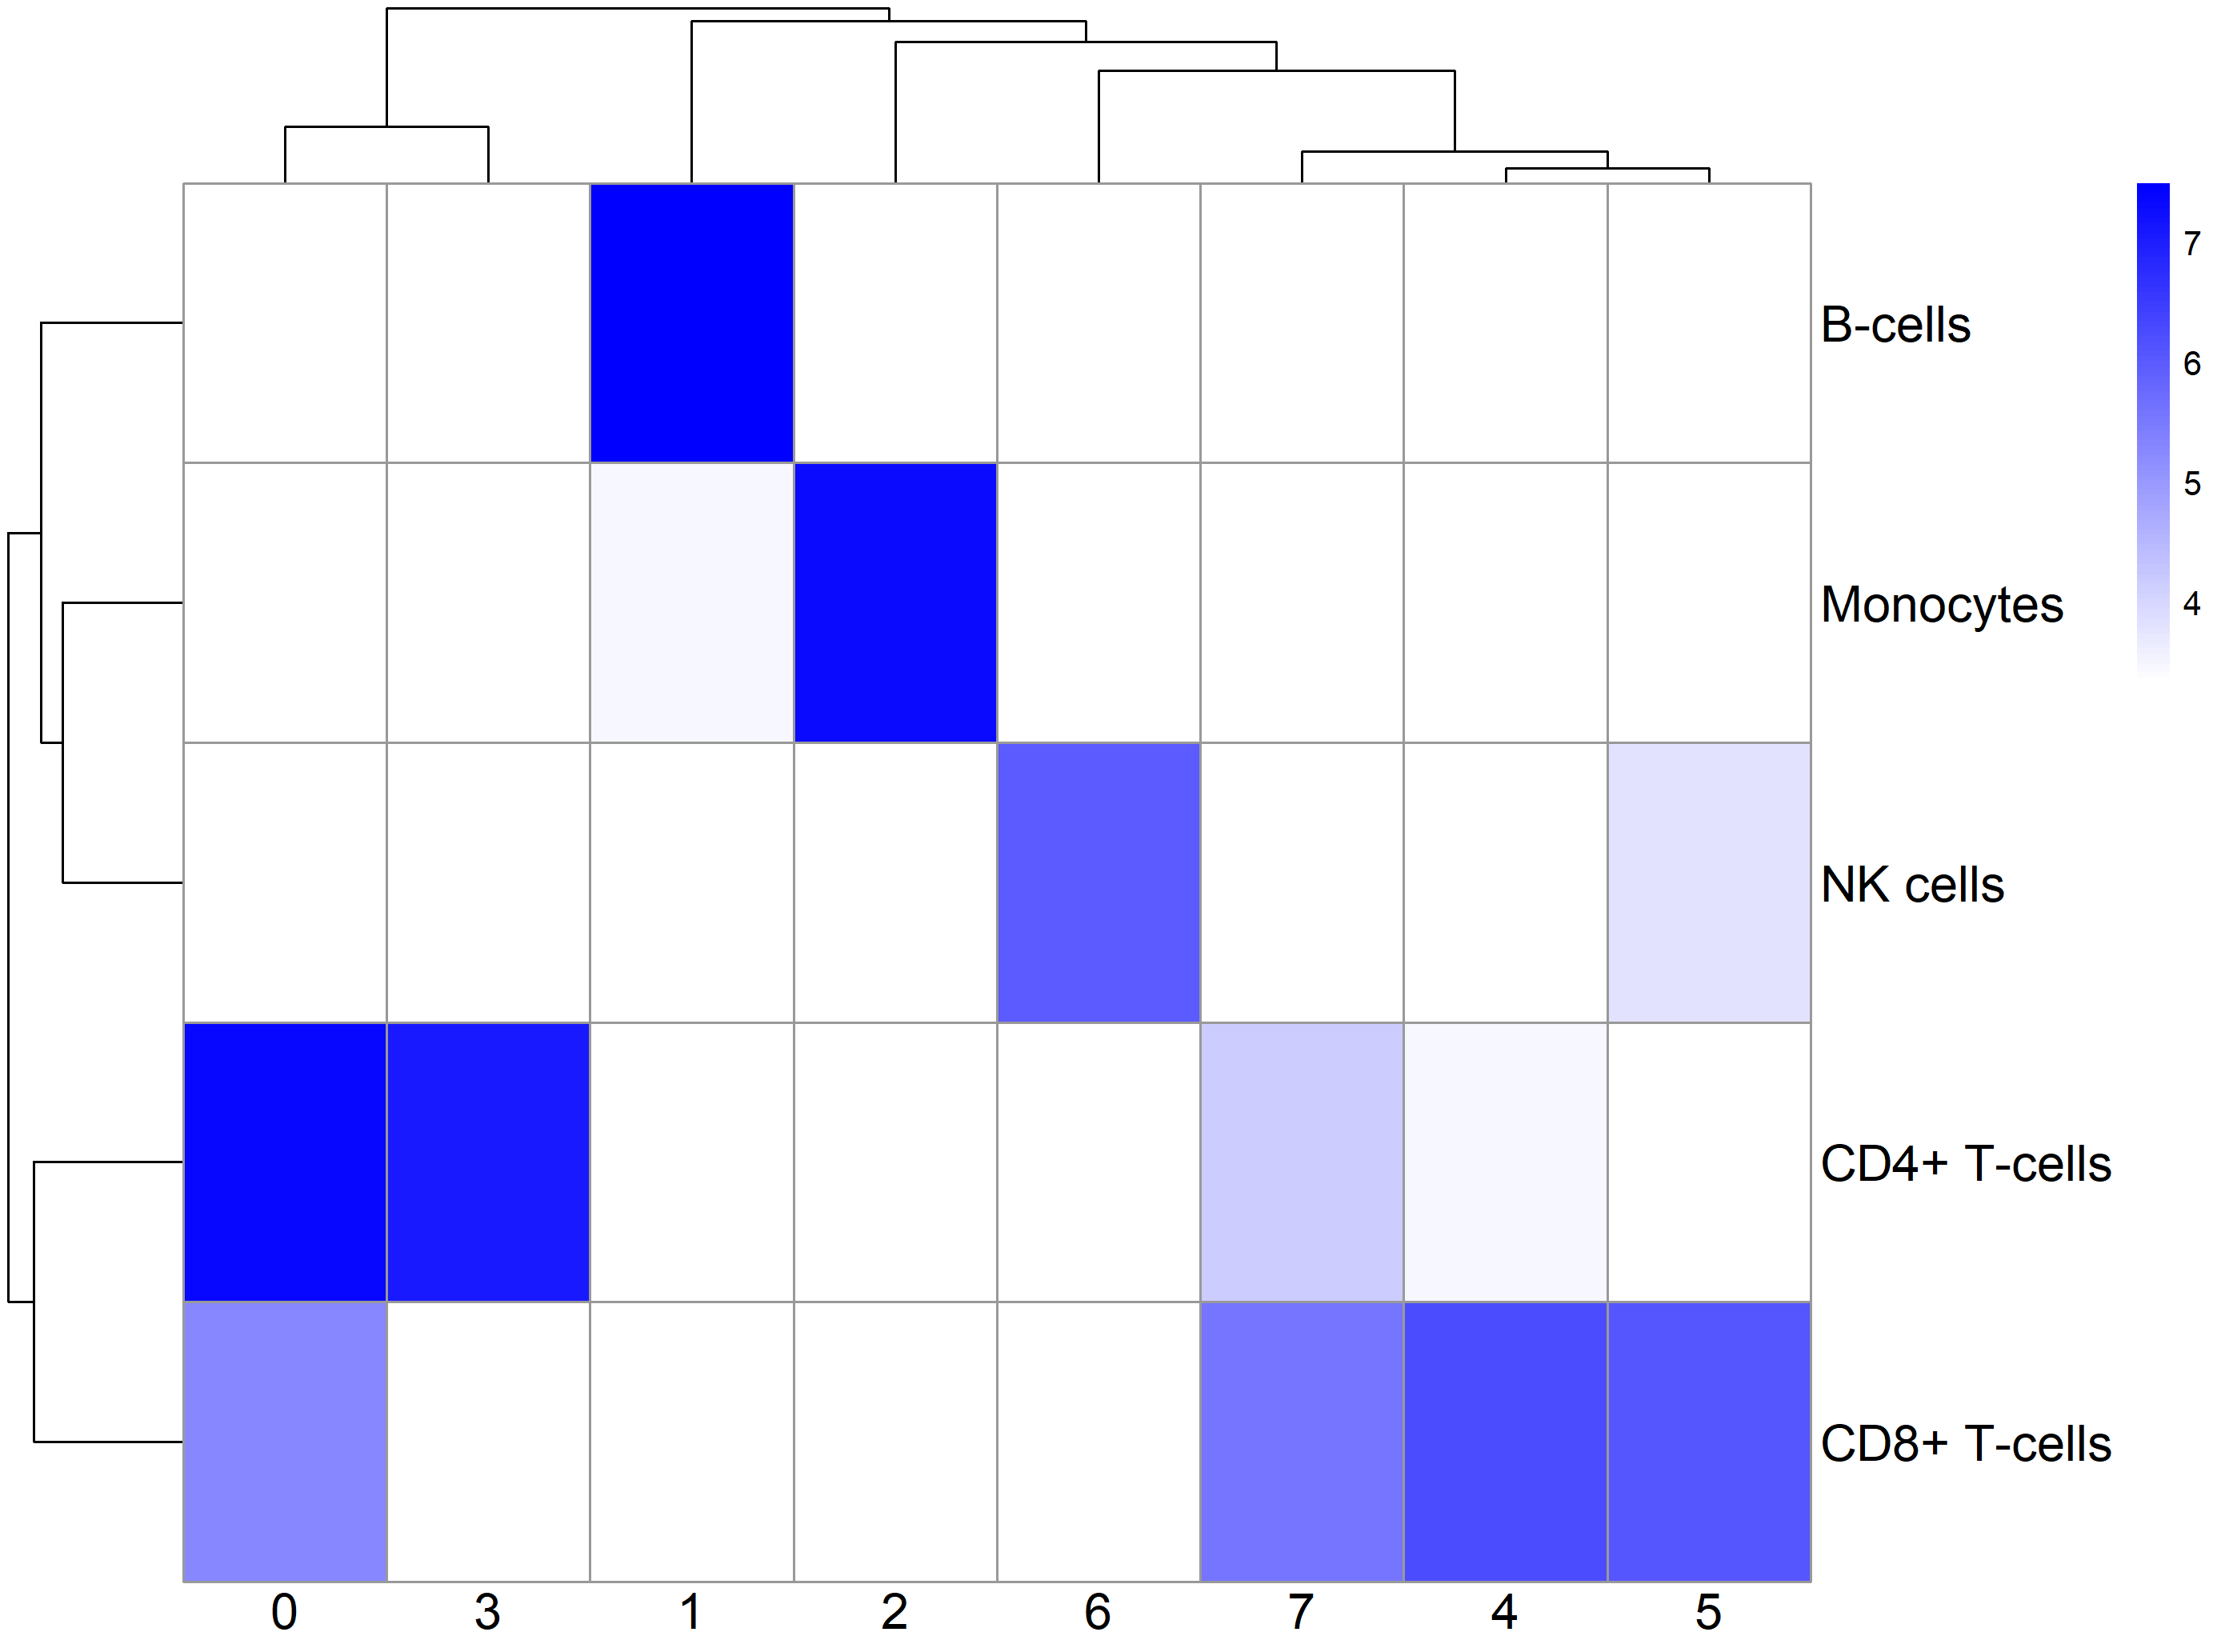 7
6
5
4
B-cells
Monocytes
NK cells
CD4+ T-cells
CD8+ T-cells
0 3 1 2 6 7 4 5